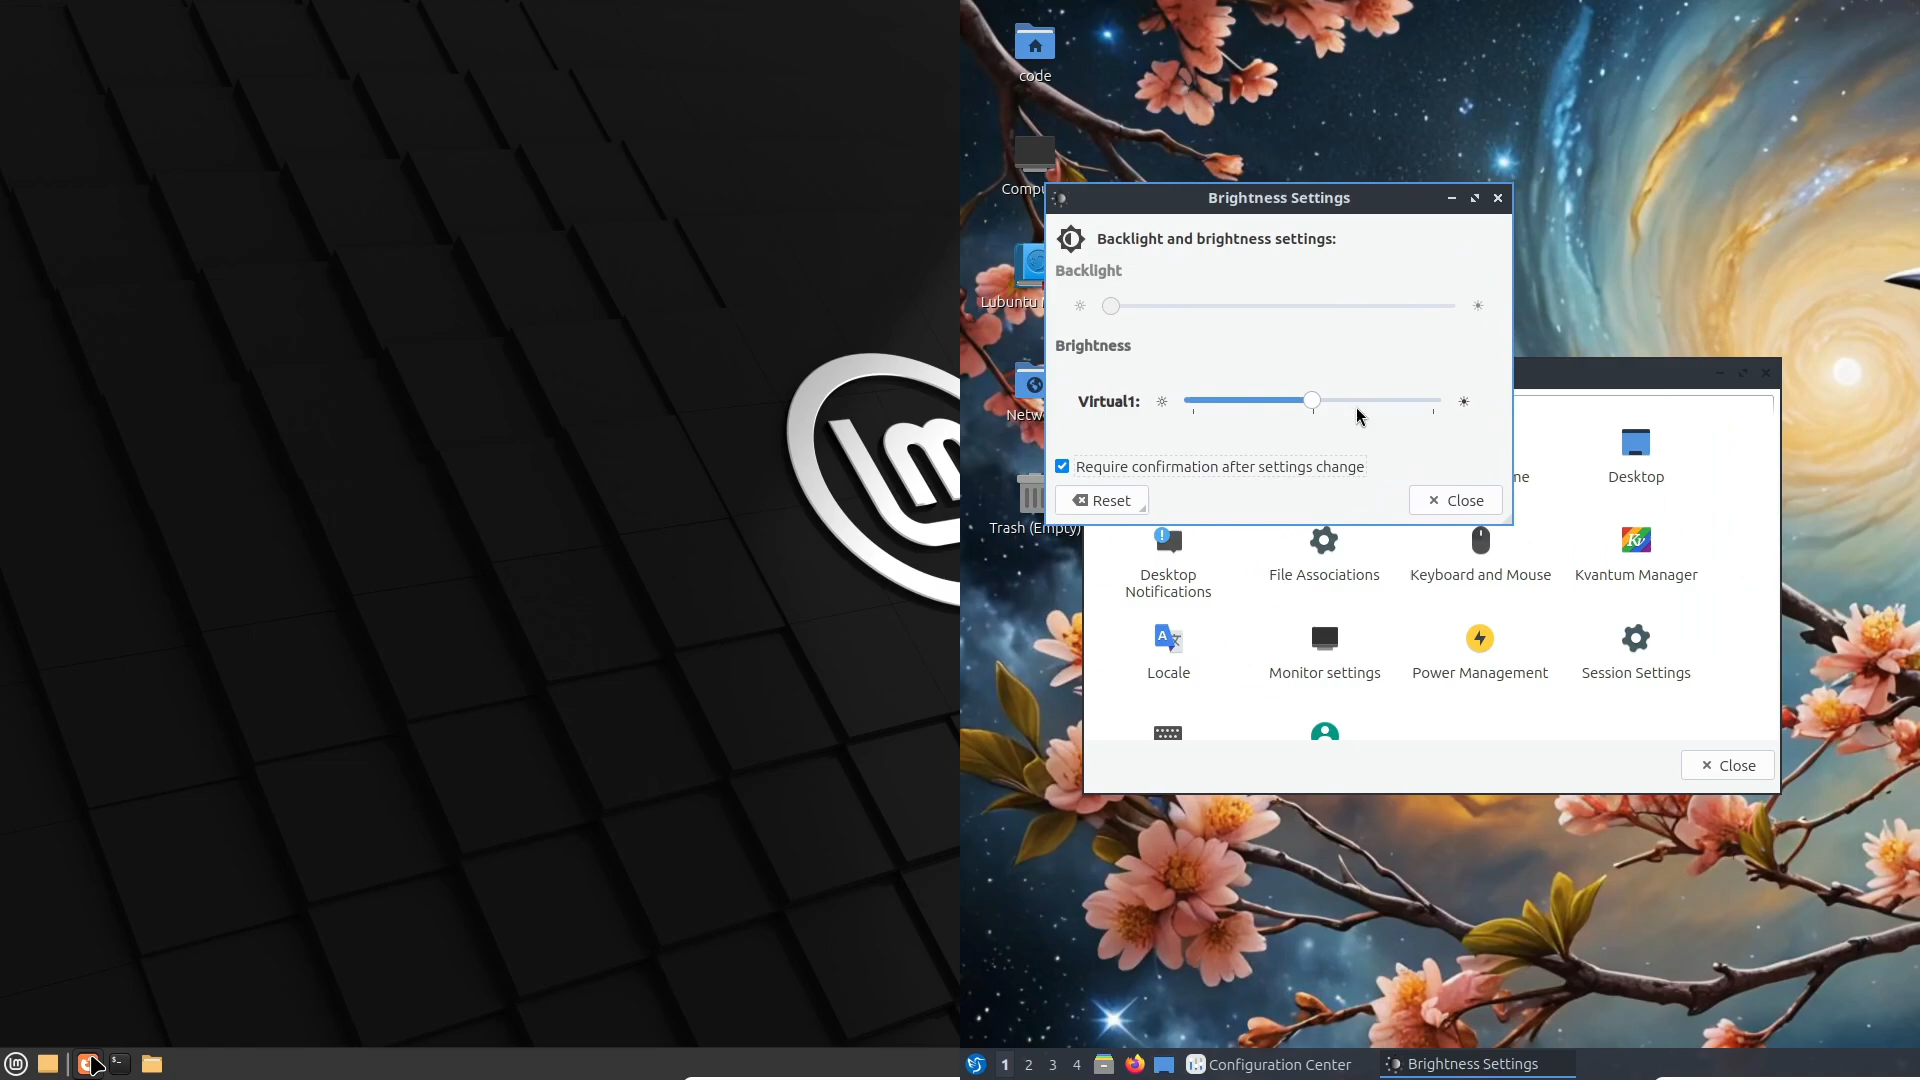 code
Compu
Lubuntu
Netw
Trash (Empty)
Brightness Settings
Backlight and brightness settings:
Backlight
Brightness
Virtual1:
Require confirmation after settings change
Reset
Close
ne
Desktop
Desktop
Notifications
File Associations
Keyboard and Mouse
Kvantum Manager
Locale
Monitor settings
Power Management
Session Settings
Close
1 2 3 4 Configuration Center Brightness Settings